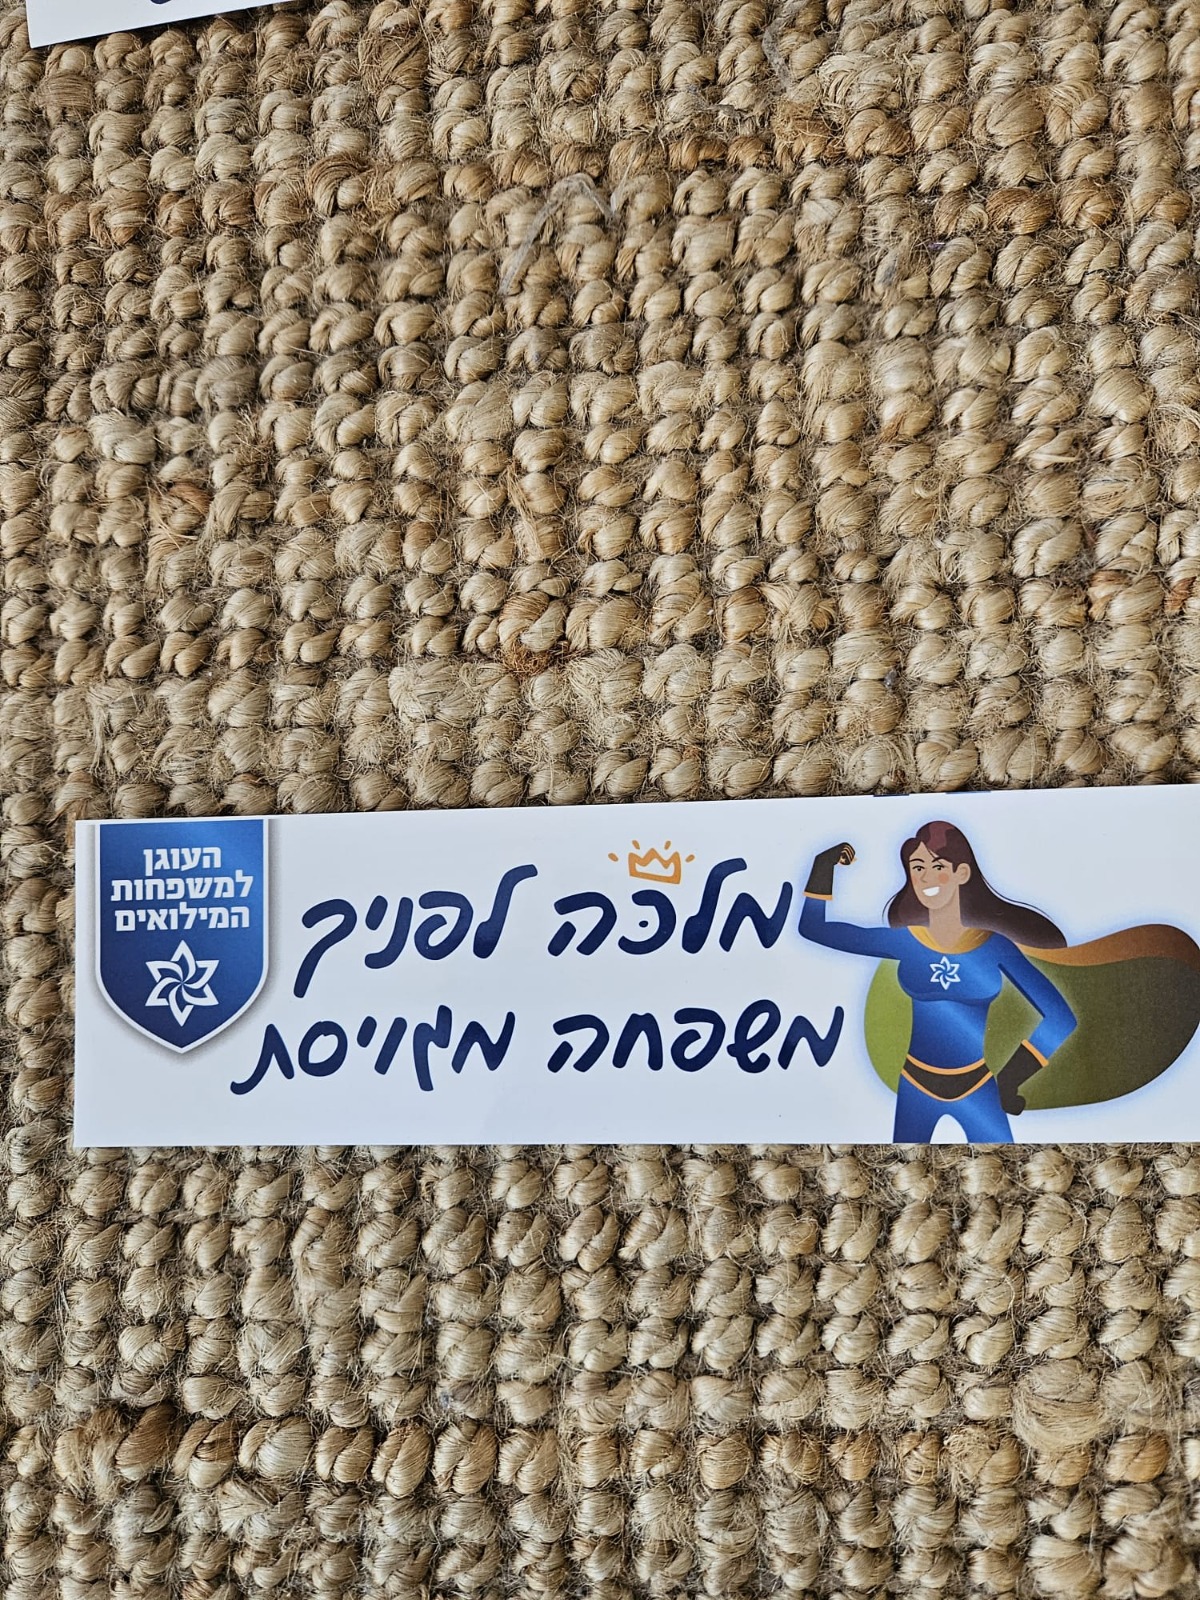 מלכה לפניך
משפחה מגויסת
העוגן
למשפחות
המילואים